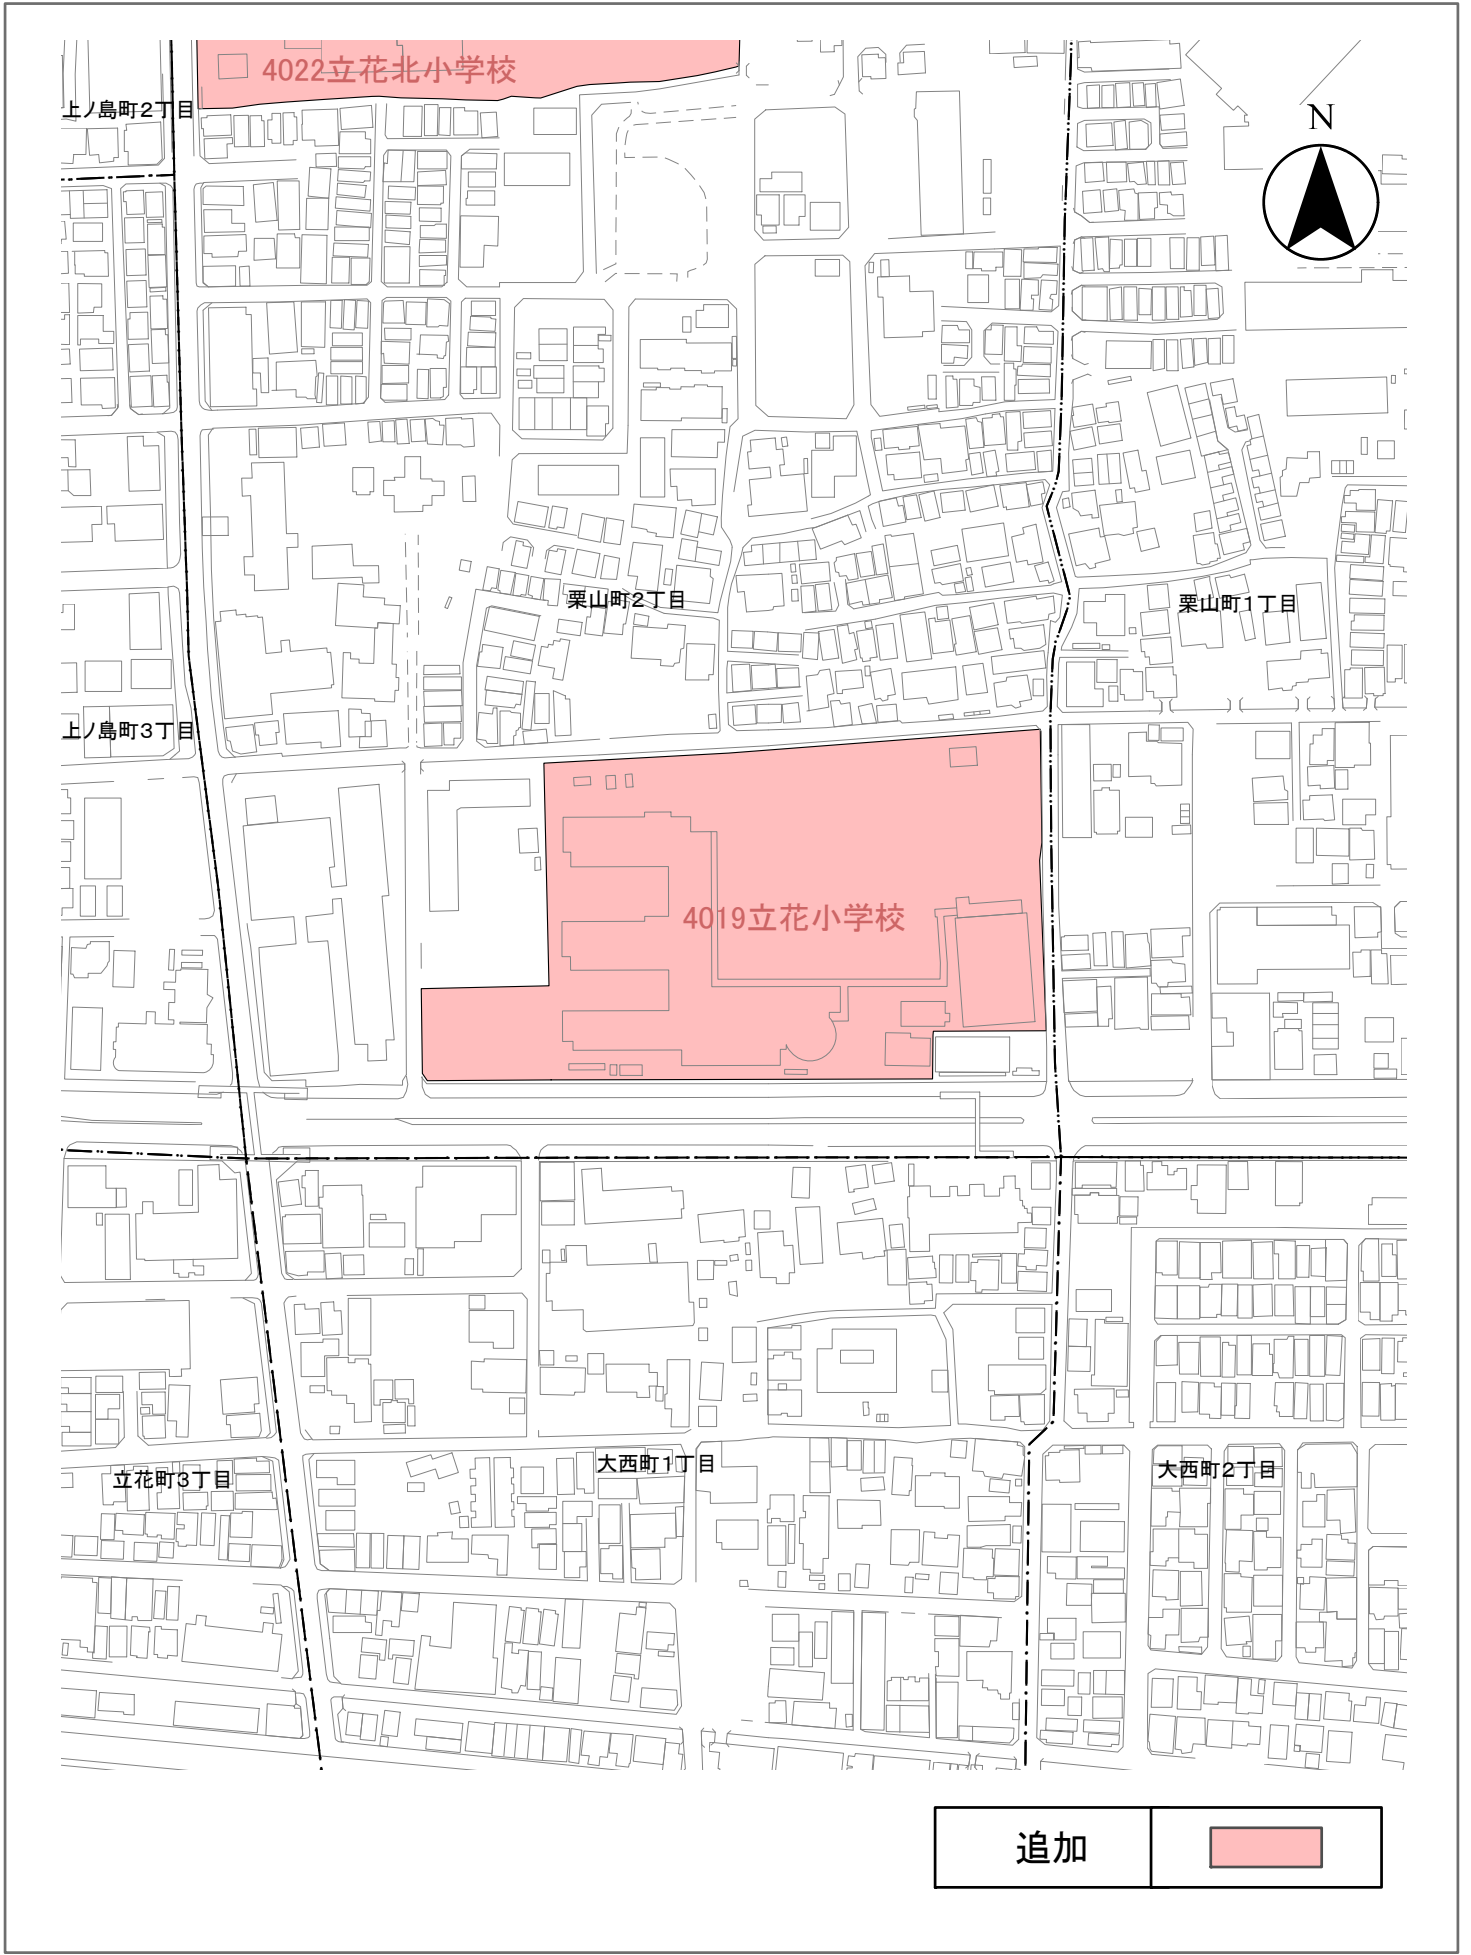 4022立花北小学校
上ノ島町2丁目
N
栗山町2丁目
栗山町1丁目
上ノ島町3丁目
4019立花小学校
大西町1丁目
大西町2丁目
立花町3丁目
追加